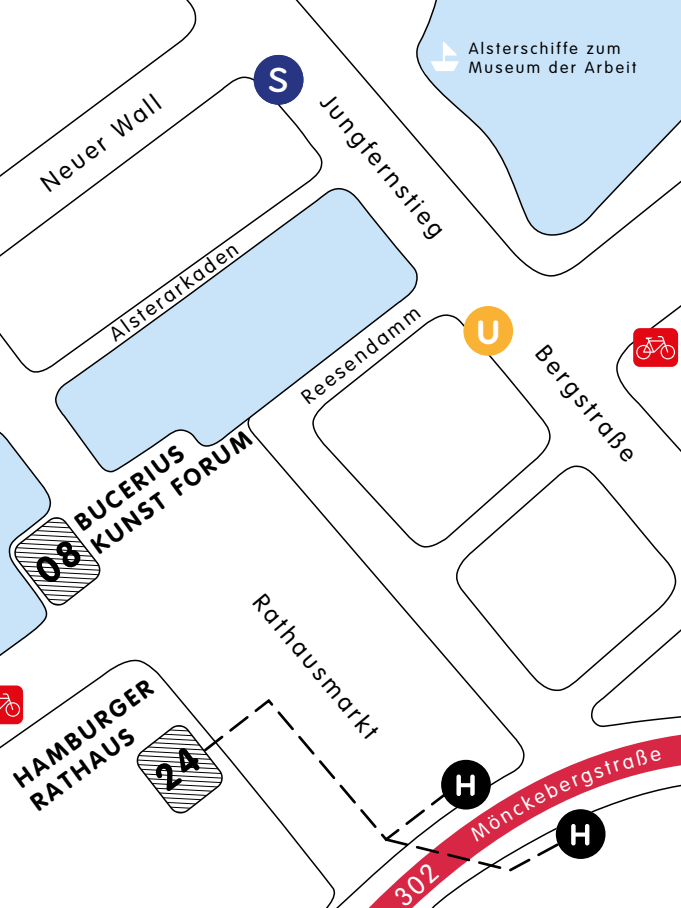 Alsterschiffe zum
Museum der Arbeit
S
Jungfernstieg
Neuer Wall
Alsterarkaden
Reesendamm
U
Bergstraße
BUCERIUS
KUNST FORUM
08
Rathausmarkt
HAMBURGER
RATHAUS
24
H
Mönckebergstraße
H
302